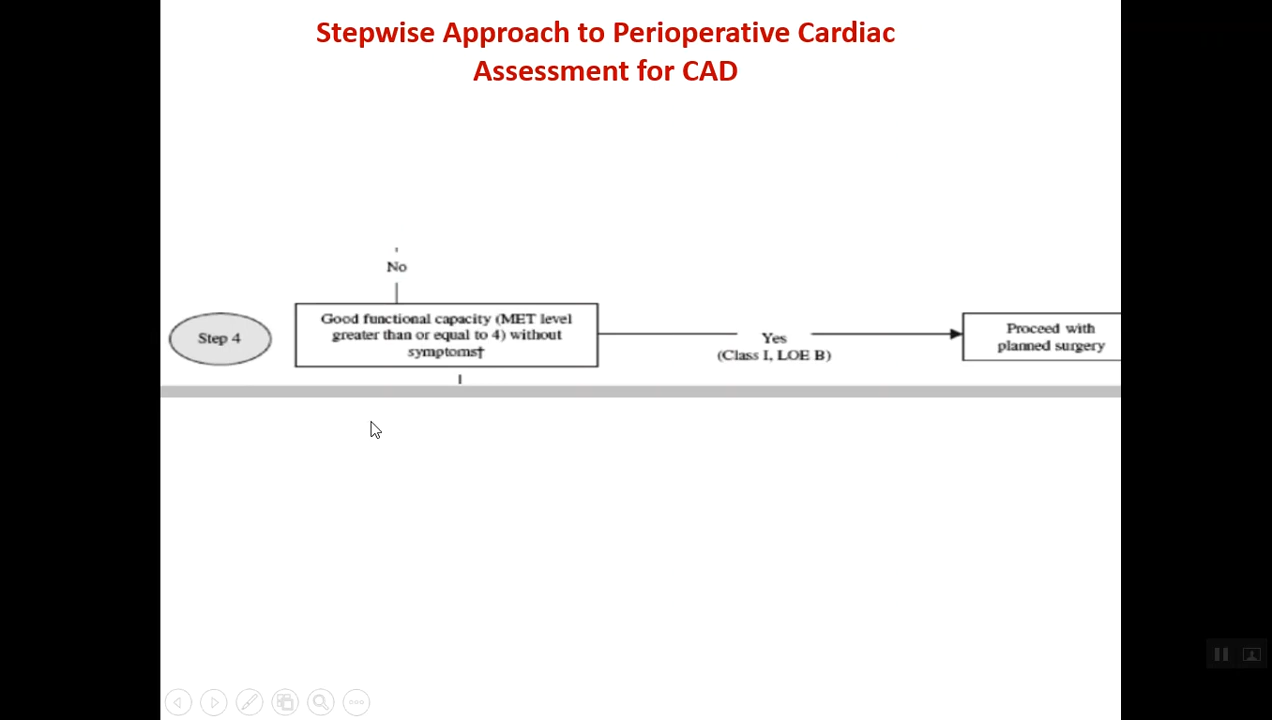 Stepwise Approach to Perioperative Cardiac
Assessment for CAD
No
Step 4
Good functional capacity (MET level
greater than or equal to 4) without
symptoms†
Yes
(Class I, LOE B)
Proceed with
planned surgery